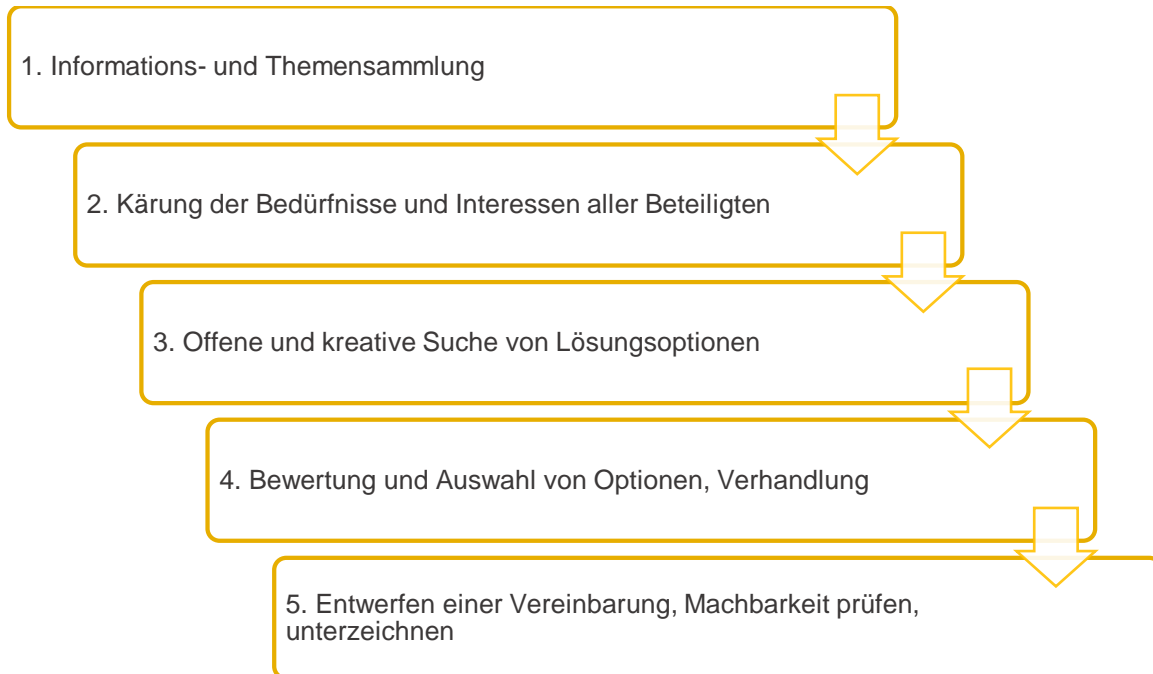 1. Informations- und Themensammlung
2. Kärung der Bedürfnisse und Interessen aller Beteiligten
3. Offene und kreative Suche von Lösungsoptionen
4. Bewertung und Auswahl von Optionen, Verhandlung
5. Entwerfen einer Vereinbarung, Machbarkeit prüfen,
unterzeichnen